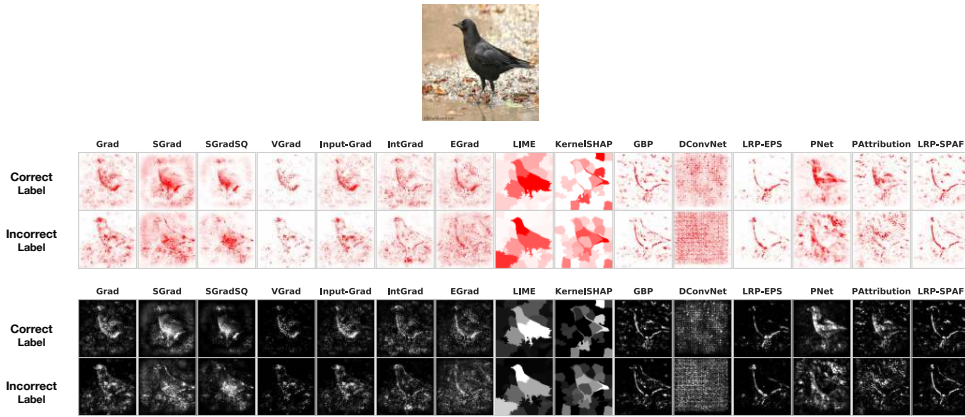 Grad SGrad SGradSQ VGrad Input-Grad IntGrad EGrad LIME KernelSHAP GBP DConvNet LRP-EPS PNet PAttribution LRP-SPAF
Correct
Label
Incorrect
Label
Grad SGrad SGradSQ VGrad Input-Grad IntGrad EGrad LIME KernelSHAP GBP DConvNet LRP-EPS PNet PAttribution LRP-SPAF
Correct
Label
Incorrect
Label